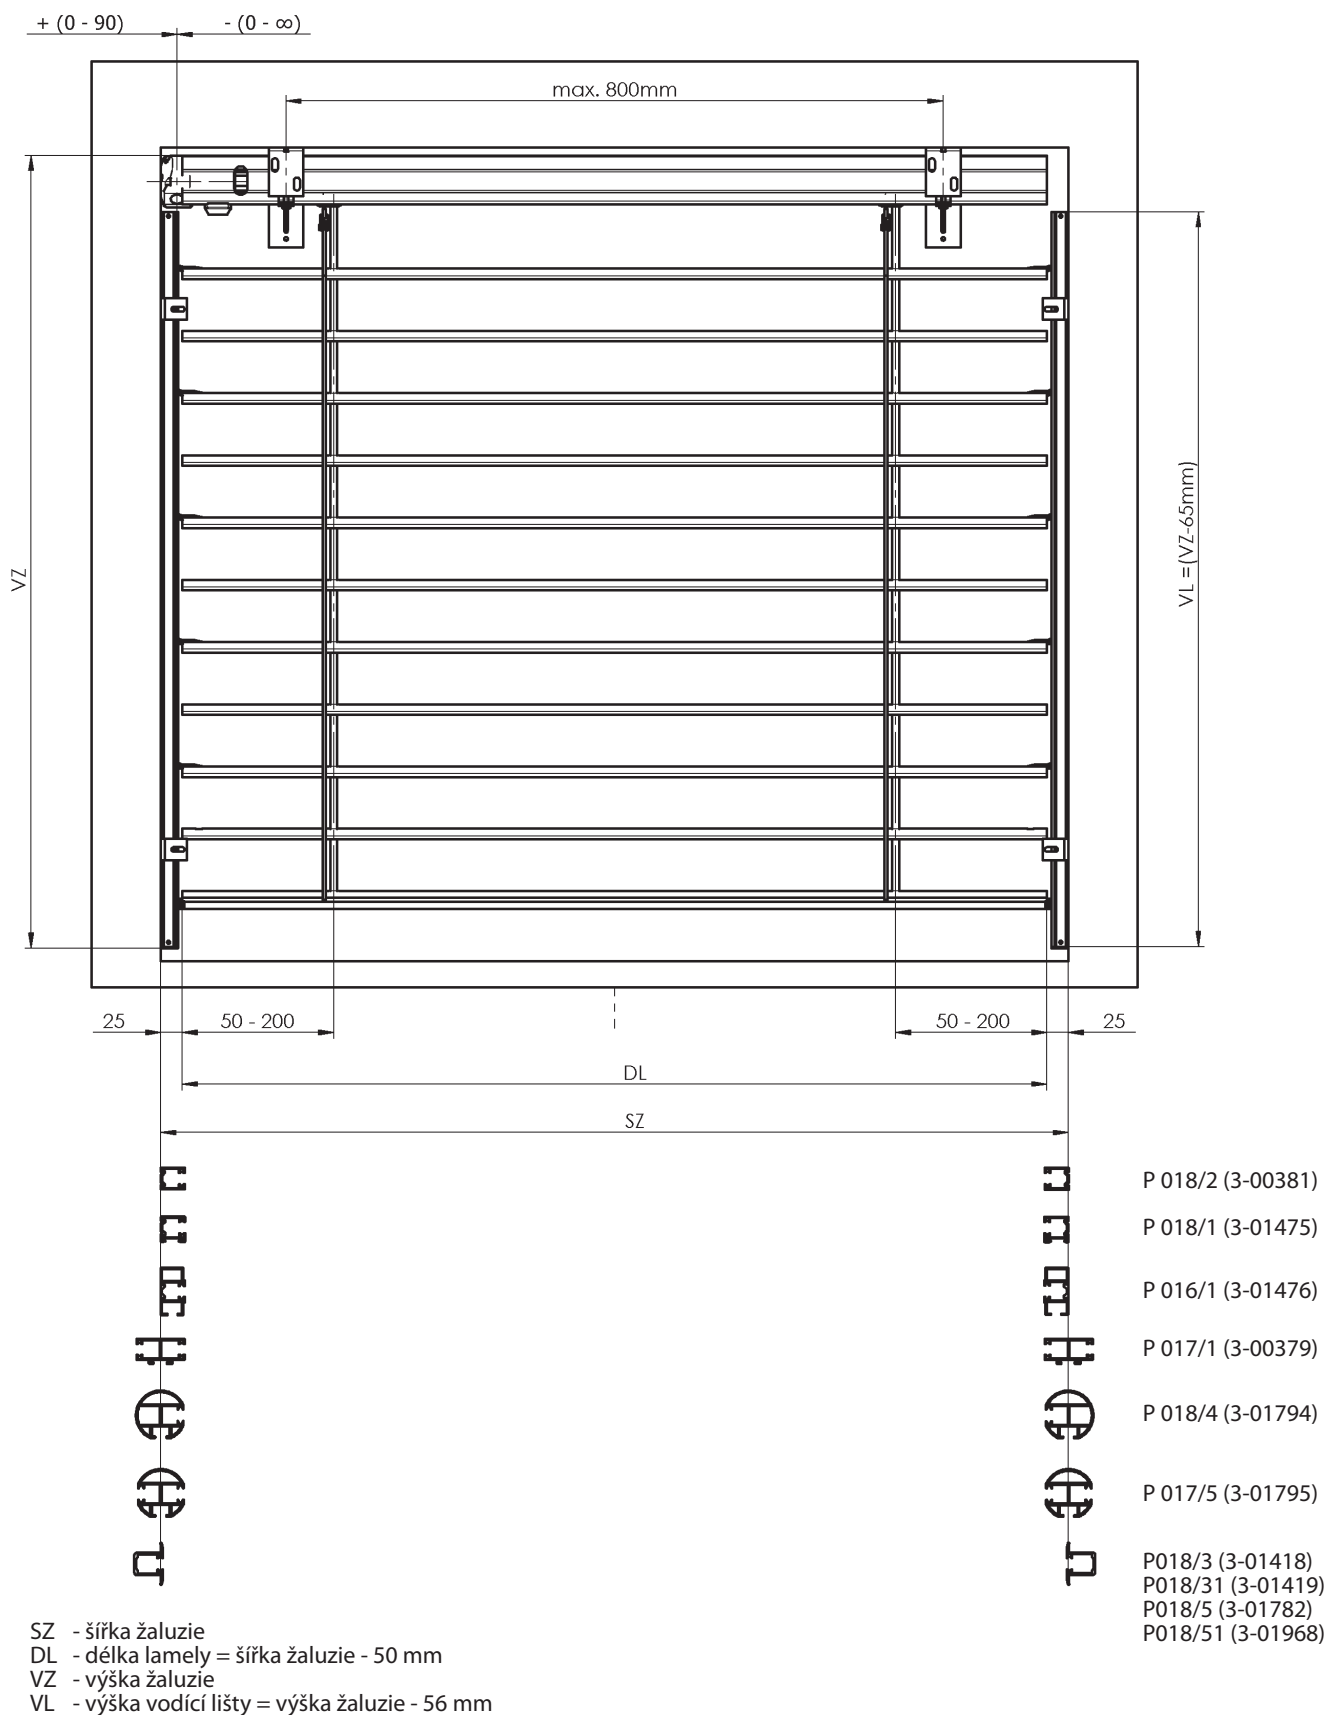 + (0 - 90)
- (0 - ∞)
max. 800mm
VZ
VL =(VZ-65mm)
25
50 - 200
50 - 200
25
DL
SZ
P 018/2 (3-00381)
P 018/1 (3-01475)
P 016/1 (3-01476)
P 017/1 (3-00379)
P 018/4 (3-01794)
P 017/5 (3-01795)
P018/3 (3-01418)
P018/31 (3-01419)
P018/5 (3-01782)
P018/51 (3-01968)
SZ - šířka žaluzie
DL - délka lamely = šířka žaluzie - 50 mm
VZ - výška žaluzie
VL - výška vodící lišty = výška žaluzie - 56 mm